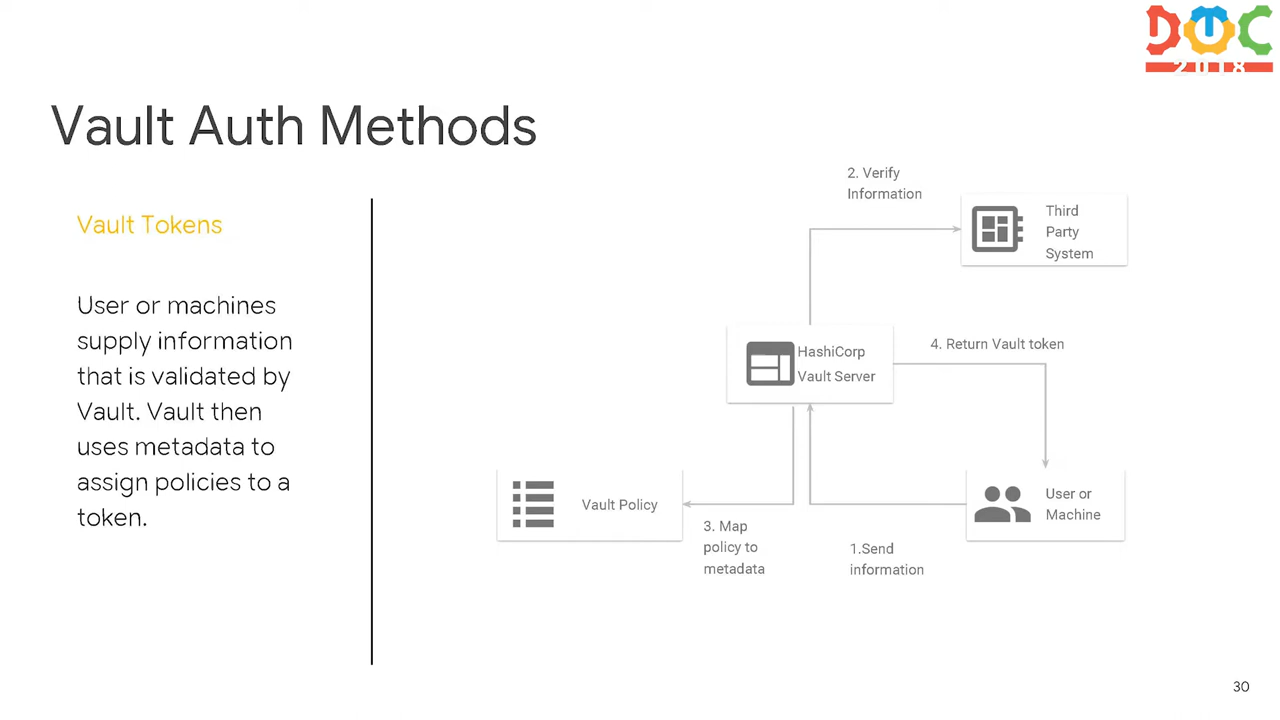 DUC
2018
Vault Auth Methods
Vault Tokens
User or machines
supply information
that is validated by
Vault. Vault then
uses metadata to
assign policies to a
token.
2. Verify
Information
Third
Party
System
HashiCorp
Vault Server
4. Return Vault token
Vault Policy
User or
Machine
3. Map
policy to
metadata
1.Send
information
30